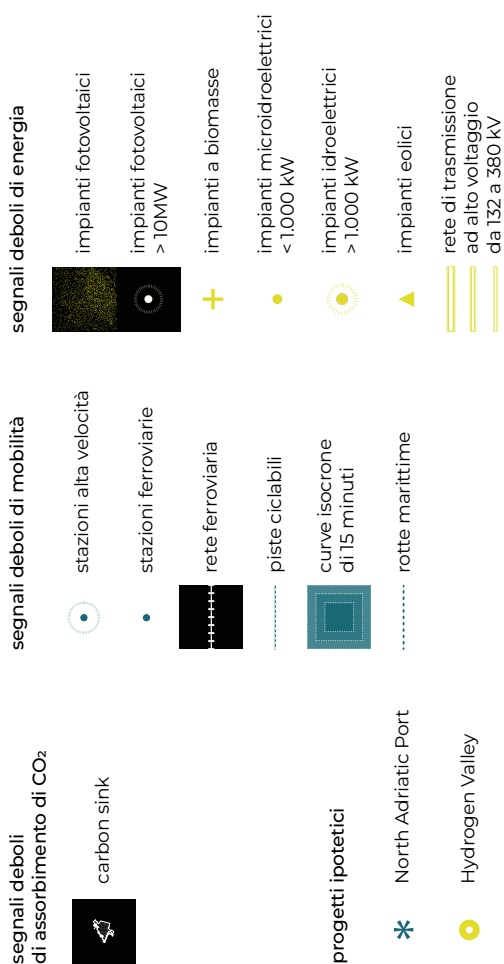 segnali deboli
di assorbimento di CO₂
carbon sink
progetti ipotetici
North Adriatic Port
Hydrogen Valley
segnali deboli di mobilità
stazioni alta velocità
stazioni ferroviarie
rete ferroviaria
piste ciclabili
curve isocrone
di 15 minuti
rotte marittime
segnali deboli di energia
impianti fotovoltaici
impianti fotovoltaici
> 10MW
impianti a biomasse
impianti microidroelettrici
< 1.000 kW
impianti idroelettrici
> 1.000 kW
impianti eolici
rete di trasmissione
ad alto voltaggio
da 132 a 380 kV